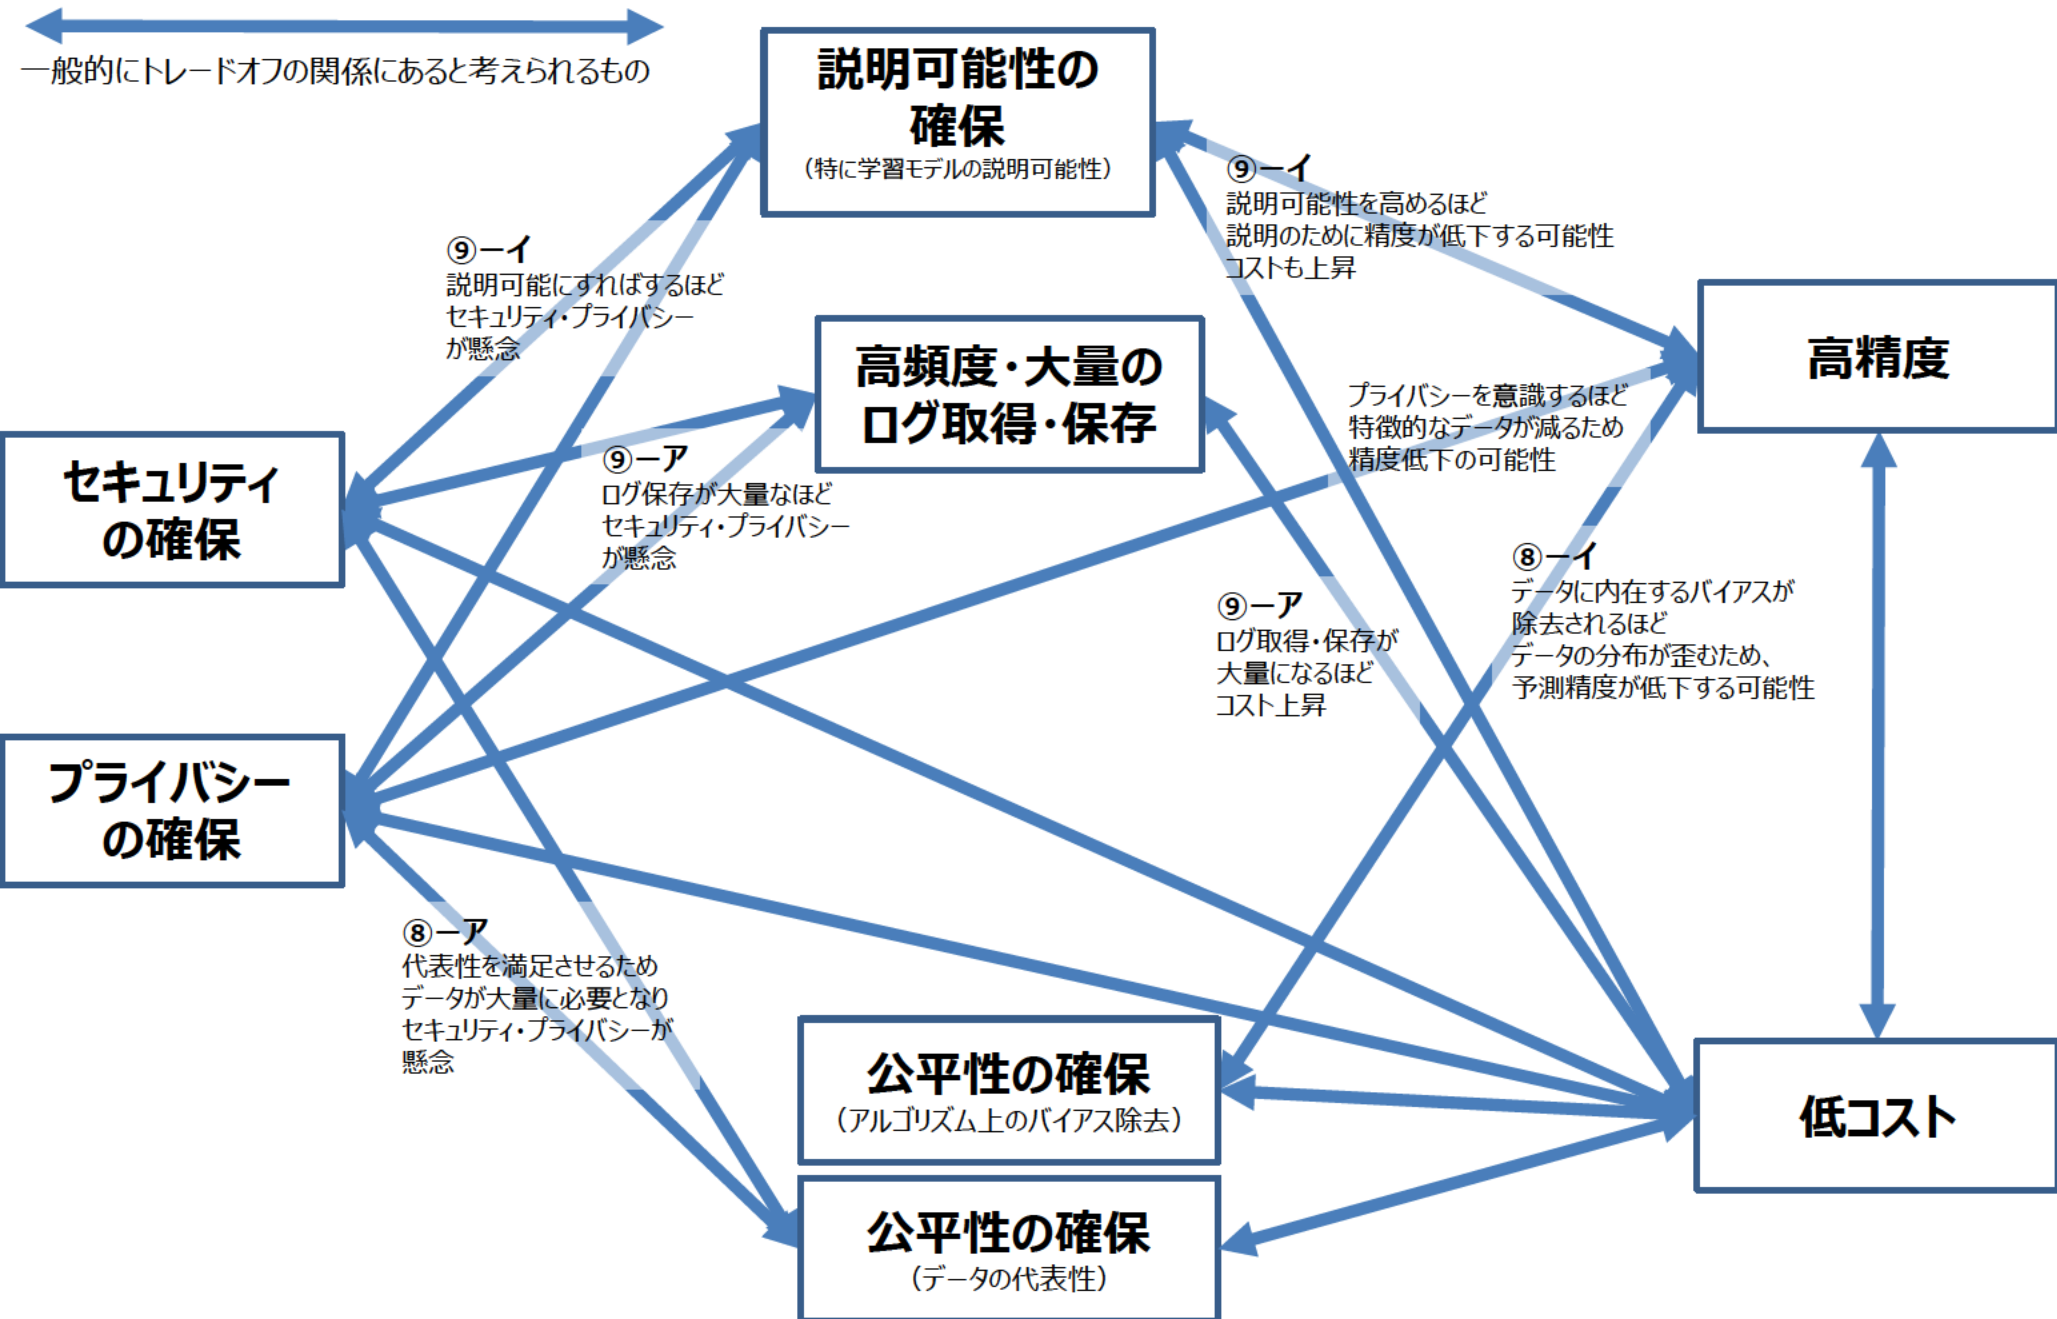 一般的にトレードオフの関係にあると考えられるもの
説明可能性の
確保
（特に学習モデルの説明可能性）
⑨ーイ
説明可能性を高めるほど
説明のために精度が低下する可能性
コストも上昇
⑨ーイ
説明可能にすればするほど
セキュリティ・プライバシー
が懸念
高頻度・大量の
ログ取得・保存
高精度
プライバシーを意識するほど
特徴的なデータが減るため
精度低下の可能性
セキュリティ
の確保
⑨ーア
ログ保存が大量なほど
セキュリティ・プライバシー
が懸念
⑧ーイ
データに内在するバイアスが
除去されるほど
データの分布が歪むため、
予測精度が低下する可能性
⑨ーア
ログ取得・保存が
大量になるほど
コスト上昇
プライバシー
の確保
⑧ーア
代表性を満足させるため
データが大量に必要となり
セキュリティ・プライバシーが
懸念
公平性の確保
（アルゴリズム上のバイアス除去）
低コスト
公平性の確保
（データの代表性）